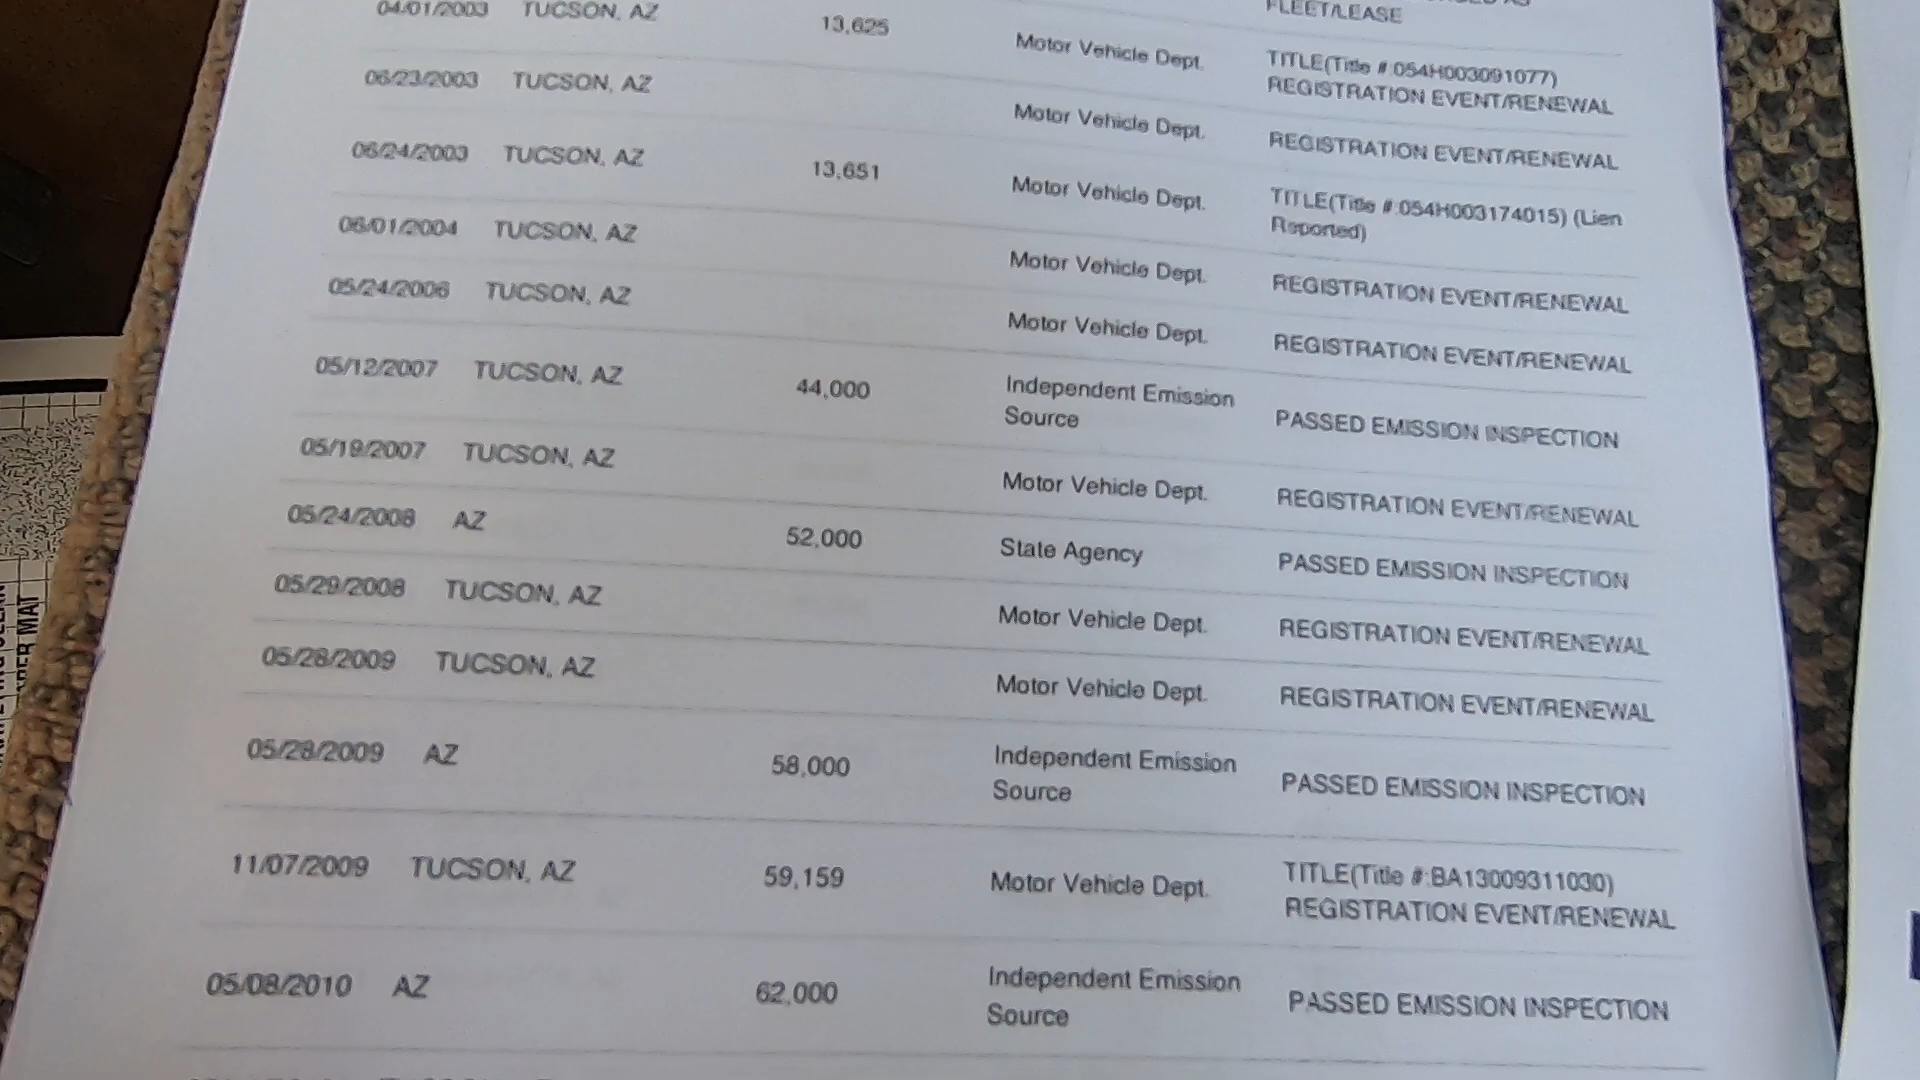 FLEET/LEASE
04/01/2003 TUCSON, AZ 13,625 Motor Vehicle Dept. TITLE(Title #:054H003091077)
REGISTRATION EVENT/RENEWAL
06/23/2003 TUCSON, AZ Motor Vehicle Dept. REGISTRATION EVENT/RENEWAL
06/24/2003 TUCSON, AZ 13,651 Motor Vehicle Dept. TITLE(Title #:054H003174015) (Lien
Reported)
06/01/2004 TUCSON, AZ Motor Vehicle Dept. REGISTRATION EVENT/RENEWAL
05/24/2006 TUCSON, AZ Motor Vehicle Dept. REGISTRATION EVENT/RENEWAL
05/12/2007 TUCSON, AZ 44,000 Independent Emission PASSED EMISSION INSPECTION
Source
05/19/2007 TUCSON, AZ Motor Vehicle Dept. REGISTRATION EVENT/RENEWAL
05/24/2008 AZ 52,000 State Agency PASSED EMISSION INSPECTION
05/29/2008 TUCSON, AZ Motor Vehicle Dept. REGISTRATION EVENT/RENEWAL
05/28/2009 TUCSON, AZ Motor Vehicle Dept. REGISTRATION EVENT/RENEWAL
05/28/2009 AZ 58,000 Independent Emission PASSED EMISSION INSPECTION
Source
11/07/2009 TUCSON, AZ 59,159 Motor Vehicle Dept. TITLE(Title #:BA13009311030)
REGISTRATION EVENT/RENEWAL
05/08/2010 AZ 62,000 Independent Emission PASSED EMISSION INSPECTION
Source
MAT